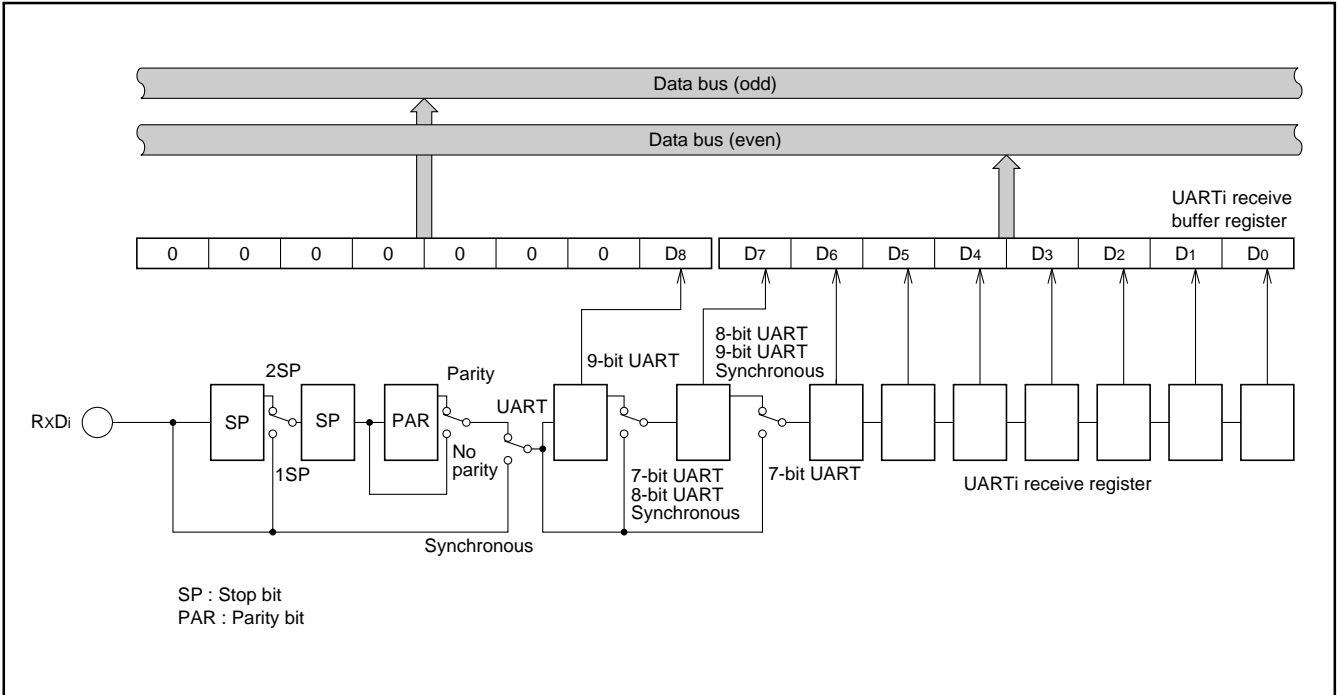 Data bus (odd)
Data bus (even)
UARTi receive
buffer register
0 0 0 0 0 0 0 D8 D7 D6 D5 D4 D3 D2 D1 D0
8-bit UART
9-bit UART
Synchronous
9-bit UART
2SP
Parity
UART
RxDi
SP
SP
PAR
No
parity
1SP
7-bit UART
8-bit UART
Synchronous
7-bit UART
UARTi receive register
Synchronous
SP : Stop bit
PAR : Parity bit